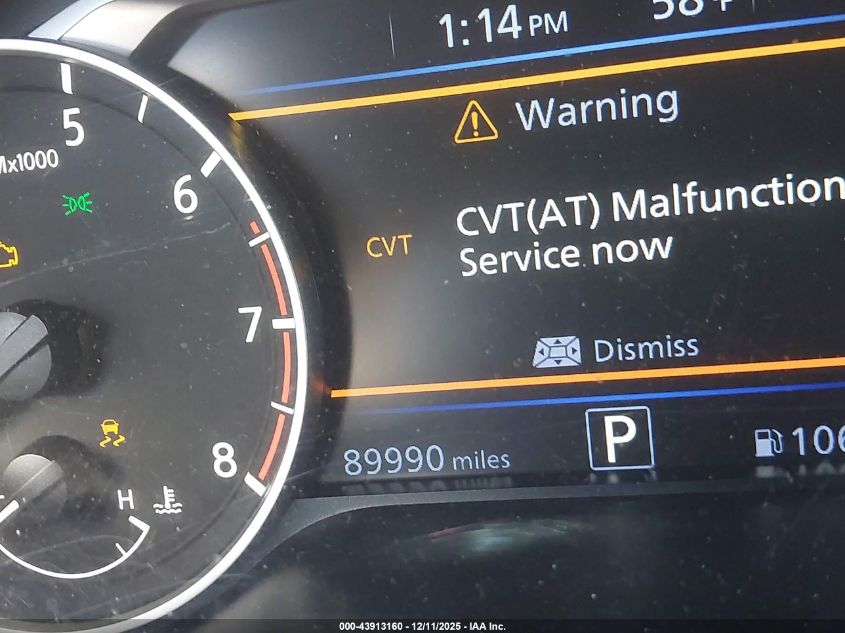 1:14 PM
5
Warning
x1000
6
CVT(AT) Malfunction
CVT
Service now
7
Dismiss
8
P
89990 miles
106
H
000-43913160 - 12/11/2025 - IAA Inc.